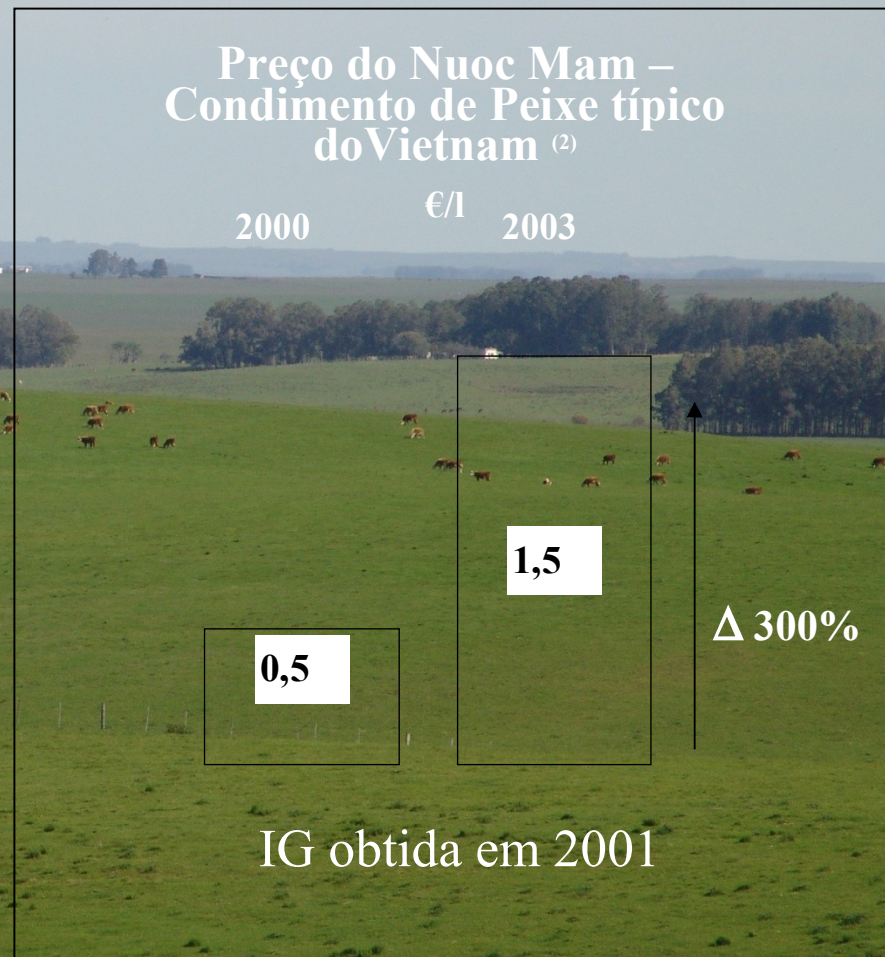 Preço do Nuoc Mam –
Condimento de Peixe típico
doVietnam (2)
€/l
2000 2003
1,5
Δ 300%
0,5
IG obtida em 2001